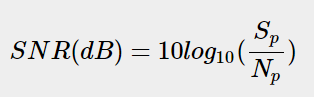 SNR(dB) = 10log₁₀(Sₚ/Nₚ)